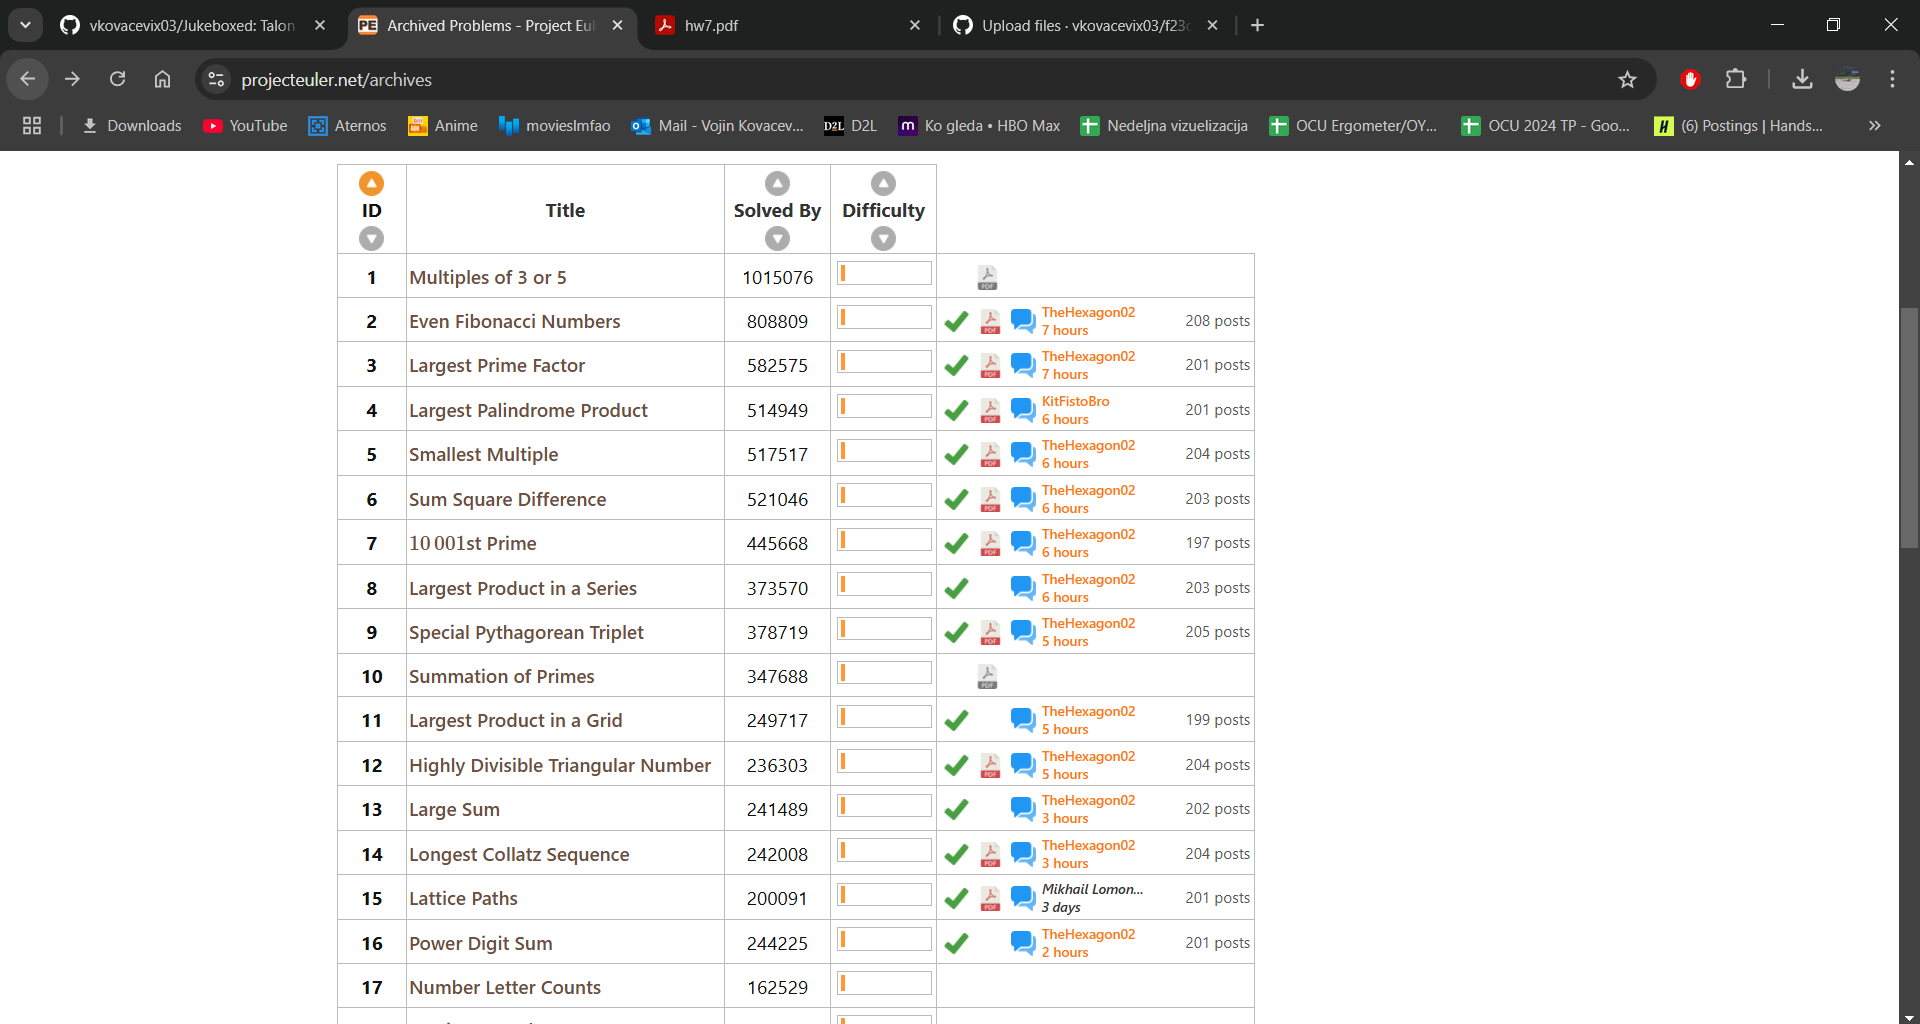 vkovacevix03/Jukeboxed: Talon
Archived Problems - Project Eul
hw7.pdf
Upload files · vkovacevix03/f23c
projecteuler.net/archives
Downloads
YouTube
Aternos
Anime
movieslmfao
Mail - Vojin Kovacev...
D2L D2L
m Ko gleda • HBO Max
Nedeljna vizuelizacija
OCU Ergometer/OY...
OCU 2024 TP - Goo...
H (6) Postings | Hands...
ID Title Solved By Difficulty
1 Multiples of 3 or 5 1015076 PDF
2 Even Fibonacci Numbers 808809 PDF TheHexagon02 7 hours 208 posts
3 Largest Prime Factor 582575 PDF TheHexagon02 7 hours 201 posts
4 Largest Palindrome Product 514949 PDF KitFistoBro 6 hours 201 posts
5 Smallest Multiple 517517 PDF TheHexagon02 6 hours 204 posts
6 Sum Square Difference 521046 PDF TheHexagon02 6 hours 203 posts
7 10 001st Prime 445668 PDF TheHexagon02 6 hours 197 posts
8 Largest Product in a Series 373570 TheHexagon02 6 hours 203 posts
9 Special Pythagorean Triplet 378719 PDF TheHexagon02 5 hours 205 posts
10 Summation of Primes 347688 PDF
11 Largest Product in a Grid 249717 TheHexagon02 5 hours 199 posts
12 Highly Divisible Triangular Number 236303 PDF TheHexagon02 5 hours 204 posts
13 Large Sum 241489 TheHexagon02 3 hours 202 posts
14 Longest Collatz Sequence 242008 PDF TheHexagon02 3 hours 204 posts
15 Lattice Paths 200091 PDF Mikhail Lomon... 3 days 201 posts
16 Power Digit Sum 244225 TheHexagon02 2 hours 201 posts
17 Number Letter Counts 162529